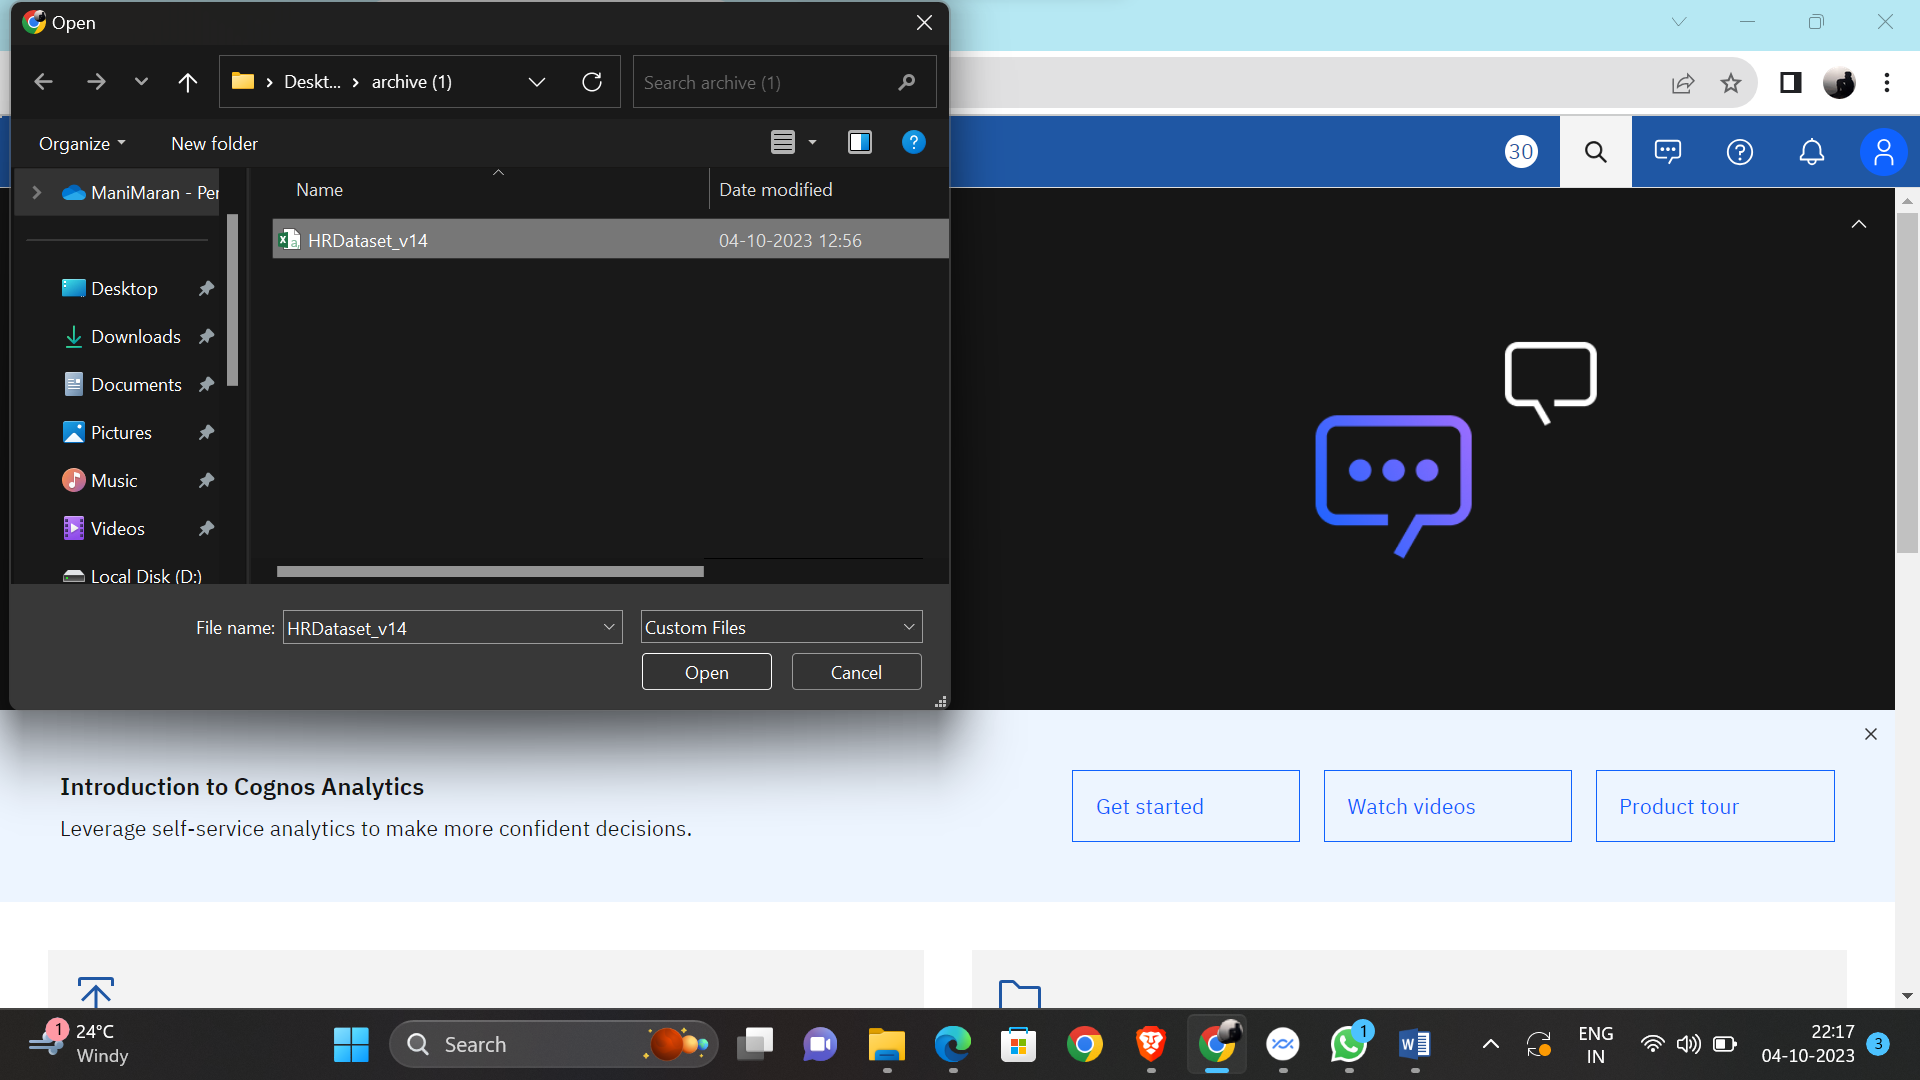 Open
Deskt... > archive (1)
Search archive (1)
Organize
New folder
ManiMaran - Per
Name
Date modified
HRDataset_v14
04-10-2023 12:56
Desktop
Downloads
Documents
Pictures
Music
Videos
Local Disk (D:)
File name:
HRDataset_v14
Custom Files
Open
Cancel
30
Introduction to Cognos Analytics
Leverage self-service analytics to make more confident decisions.
Get started
Watch videos
Product tour
1
24°C
Windy
Search
1
ENG
IN
22:17
04-10-2023
3